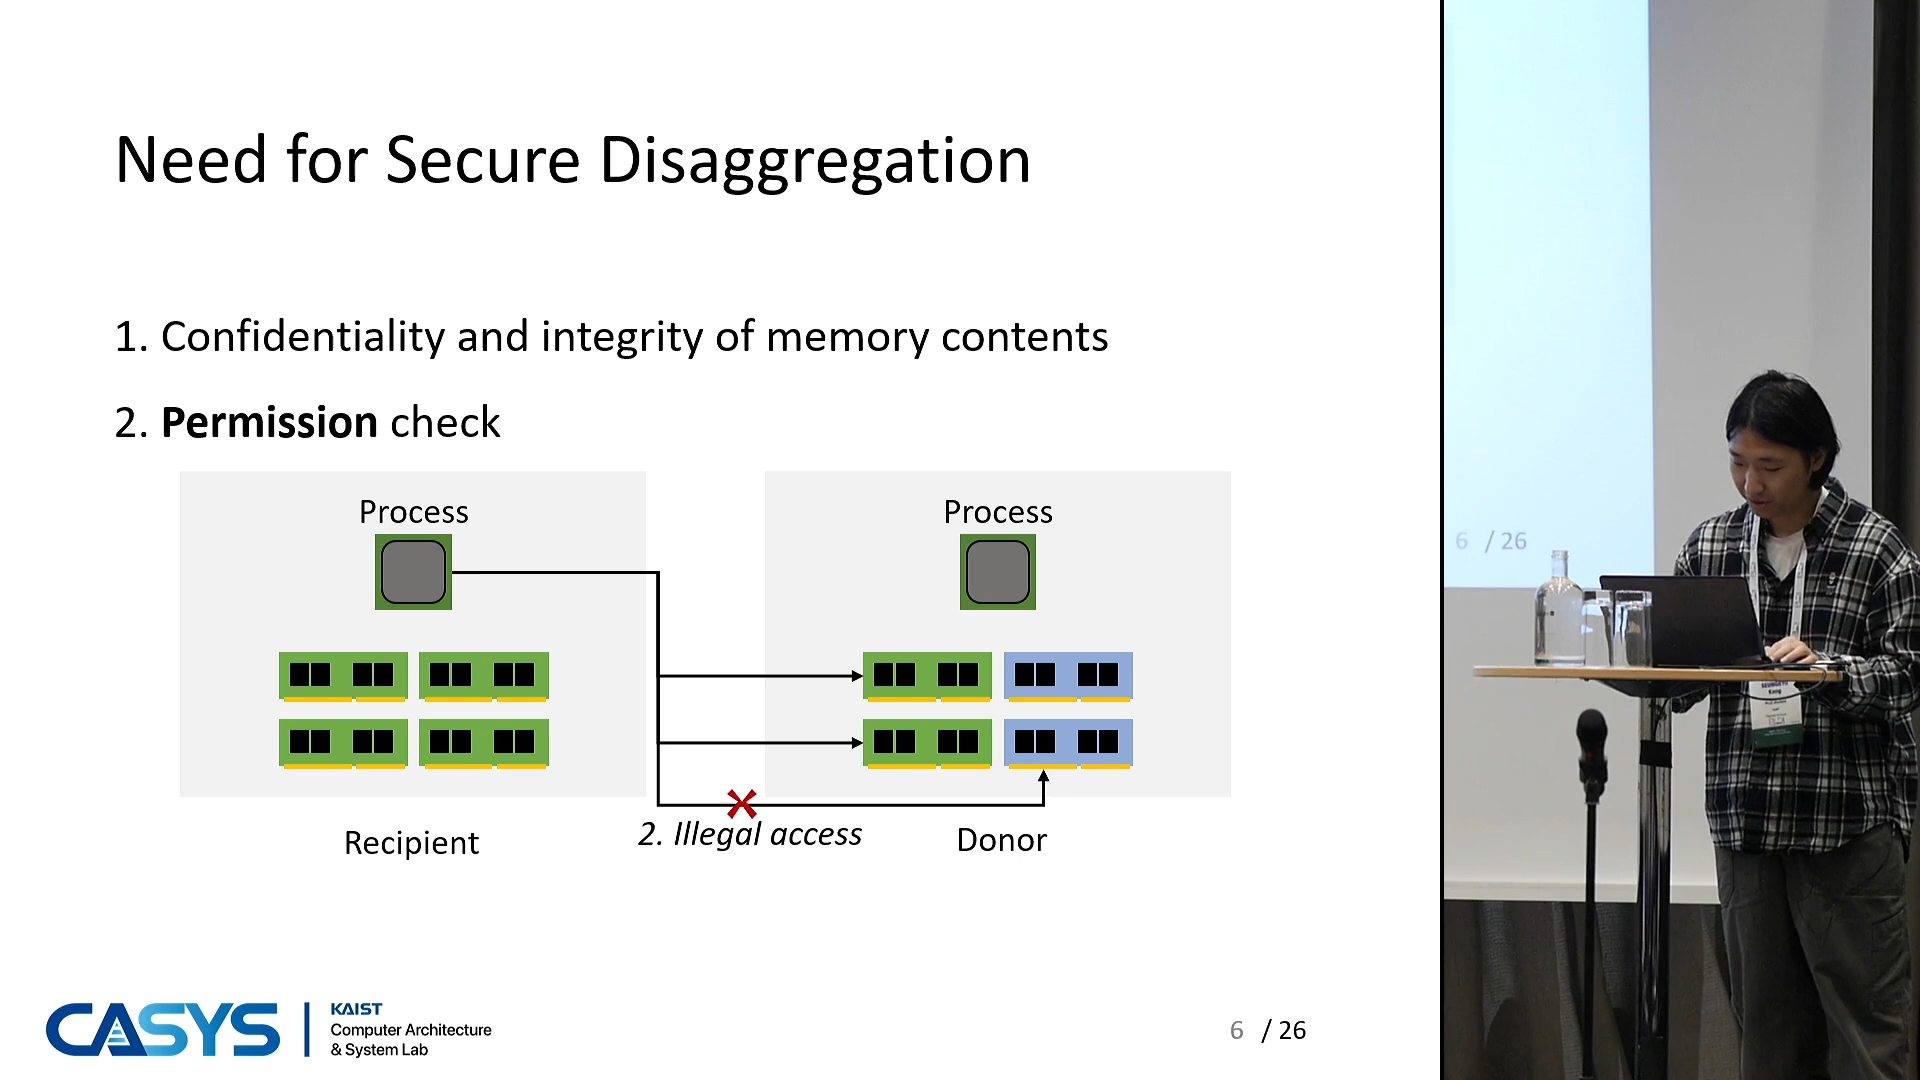 Need for Secure Disaggregation
1. Confidentiality and integrity of memory contents
2. Permission check
Process
Process
2. Illegal access
Recipient
Donor
CASYS
KAIST
Computer Architecture
& System Lab
6 / 26
6 / 26